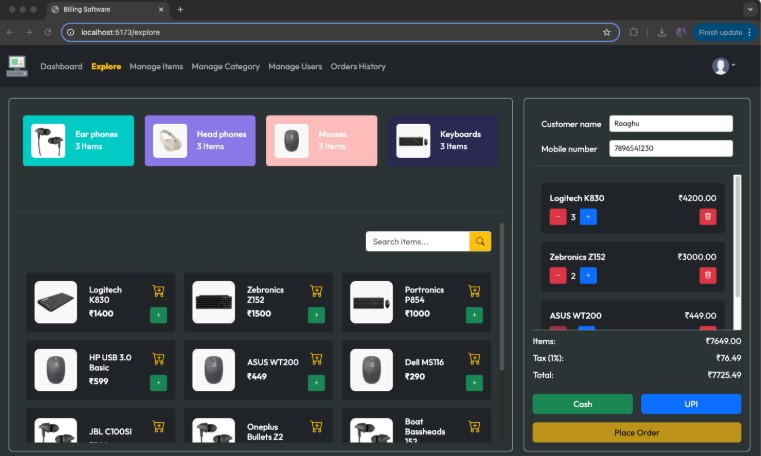 Billing Software
localhost:5173/explore
Finish update
Dashboard Explore Manage Items Manage Category Manage Users Orders History
Ear phones
3 Items
Head phones
3 Items
Mouses
3 Items
Keyboards
3 Items
Search items...
Logitech
K830
₹1400
+
Zebronics
Z152
₹1500
+
Portronics
P854
₹1000
+
HP USB 3.0
Basic
₹599
+
ASUS WT200
₹449
+
Dell MS116
₹290
+
JBL C100SI
Oneplus
Bullets Z2
Boat
Bassheads
152
Customer name Raaghu
Mobile number 7896541230
Logitech K830 ₹4200.00
- 3 +
Zebronics Z152 ₹3000.00
- 2 +
ASUS WT200 ₹449.00
Items: ₹7649.00
Tax (1%): ₹76.49
Total: ₹7725.49
Cash UPI
Place Order